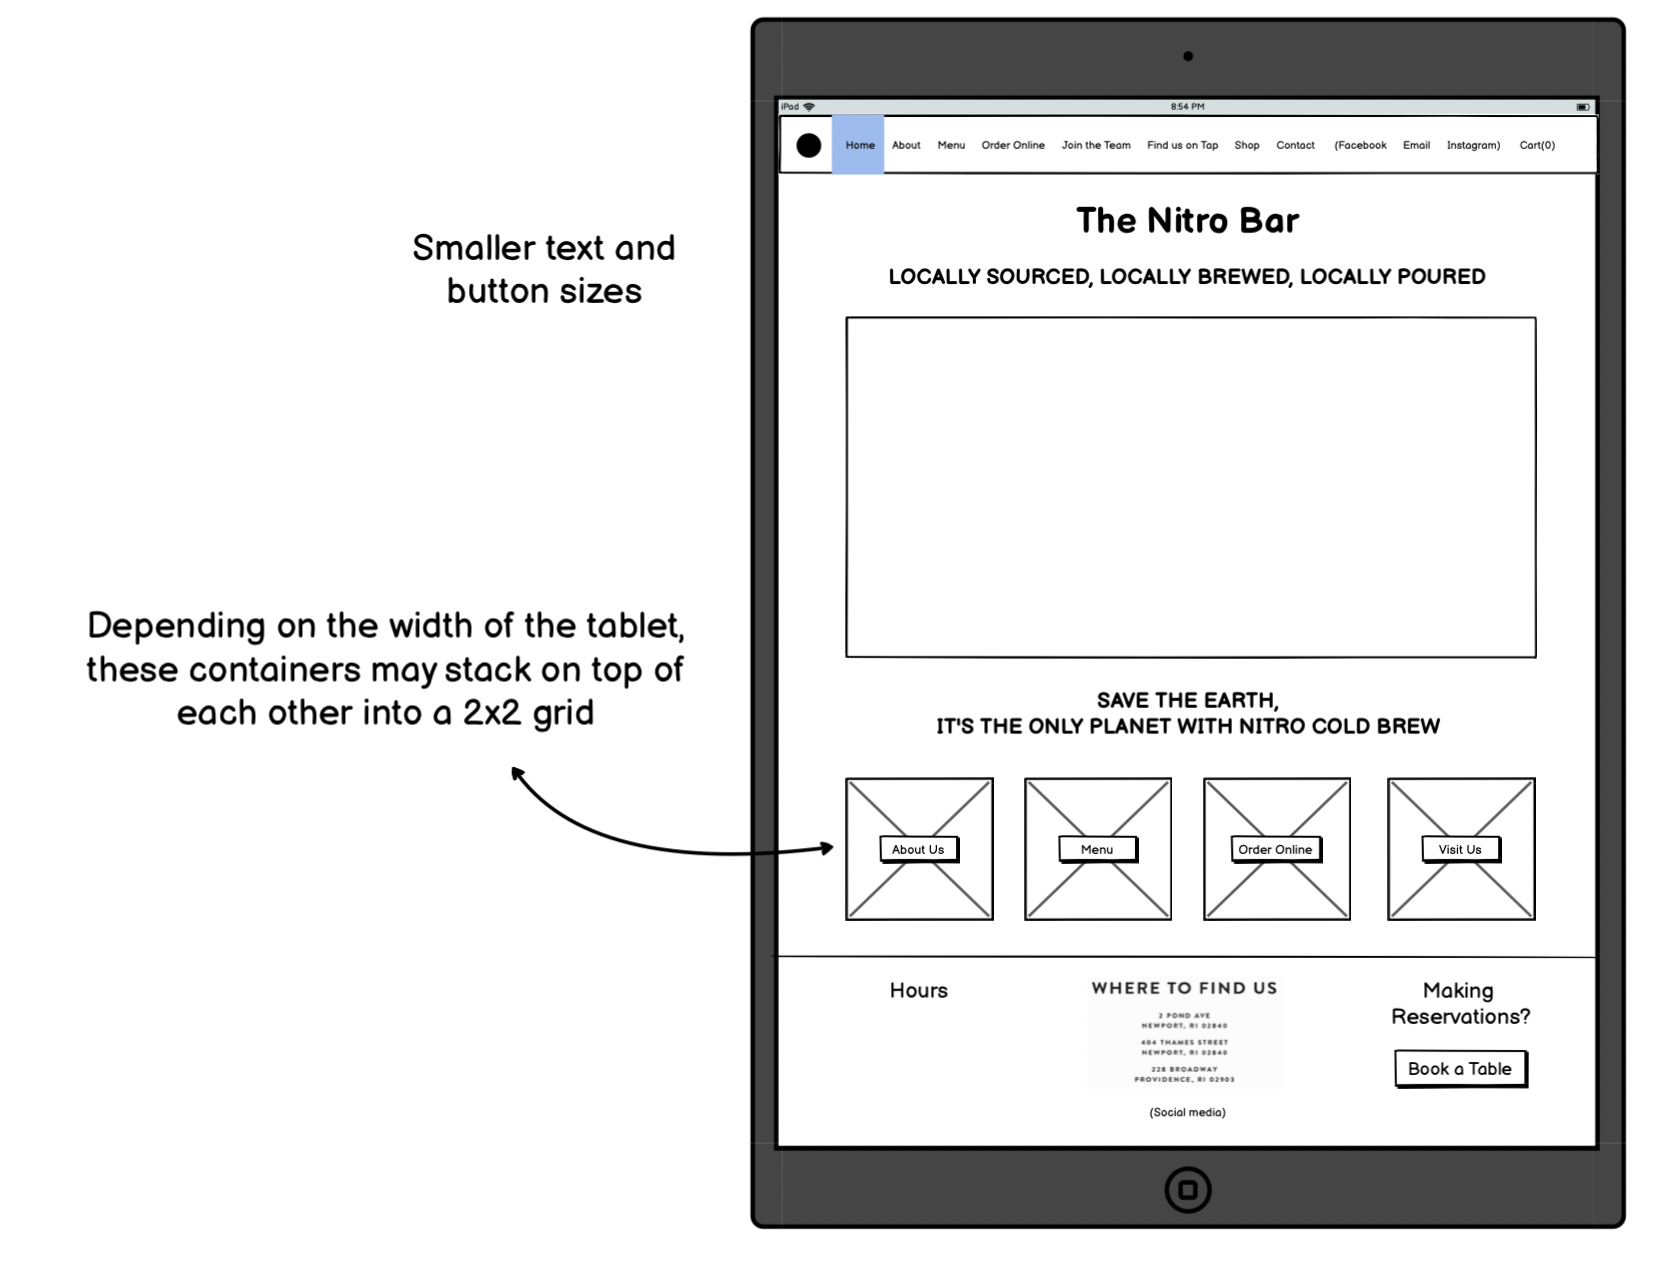 Smaller text and
button sizes
Depending on the width of the tablet,
these containers may stack on top of
each other into a 2x2 grid
iPad 8:54 PM
Home About Menu Order Online Join the Team Find us on Tap Shop Contact (Facebook Email Instagram) Cart(0)
The Nitro Bar
LOCALLY SOURCED, LOCALLY BREWED, LOCALLY POURED
SAVE THE EARTH,
IT'S THE ONLY PLANET WITH NITRO COLD BREW
About Us Menu Order Online Visit Us
Hours
WHERE TO FIND US
2 POND AVE
NEWPORT, RI 02840
404 THAMES STREET
NEWPORT, RI 02840
228 BROADWAY
PROVIDENCE, RI 02903
(Social media)
Making
Reservations?
Book a Table